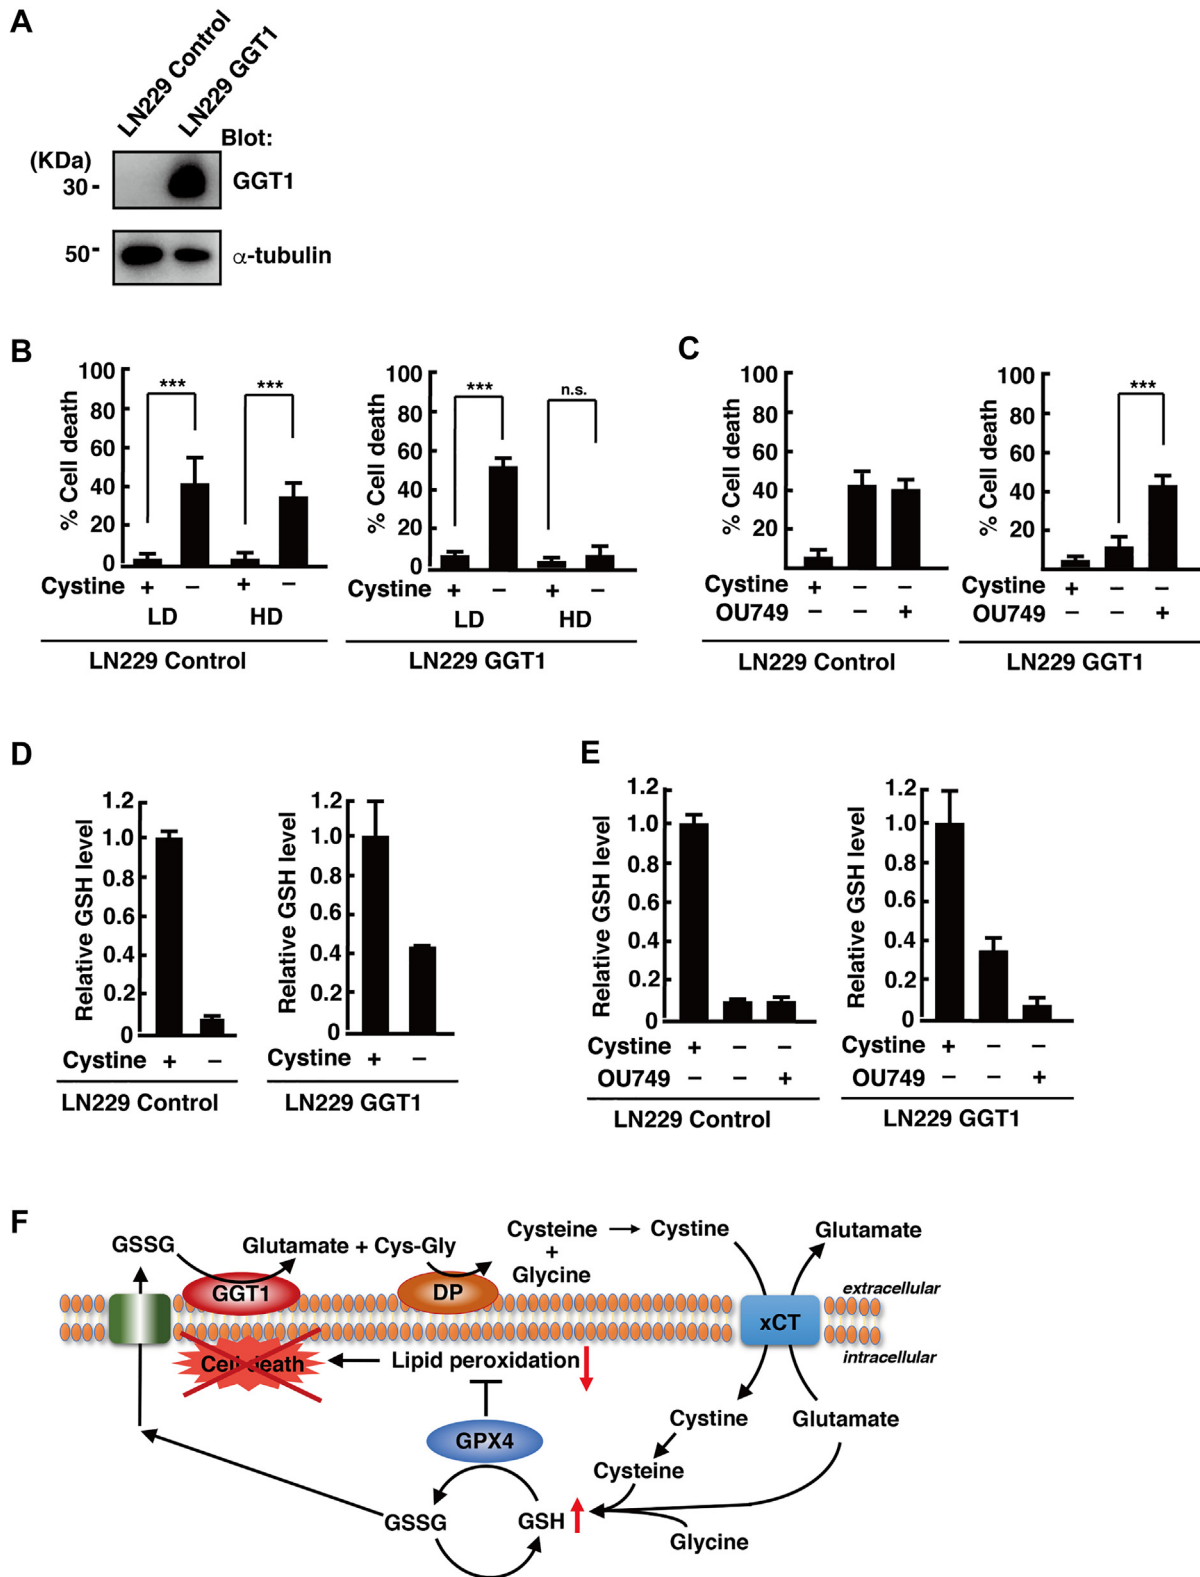 A
LN229 Control
LN229 GGT1
Blot:
(KDa)
30 -
GGT1
50 -
α-tubulin
B
% Cell death
100
80
60
40
20
0
***
***
Cystine + − + −
LD HD
LN229 Control
% Cell death
100
80
60
40
20
0
***
n.s.
Cystine + − + −
LD HD
LN229 GGT1
C
% Cell death
100
80
60
40
20
Cystine + − −
OU749 − − +
LN229 Control
% Cell death
100
80
60
40
20
***
Cystine + − −
OU749 − − +
LN229 GGT1
D
Relative GSH level
1.2
1.0
0.8
0.6
0.4
0.2
0
Cystine + −
LN229 Control
Relative GSH level
1.2
1.0
0.8
0.6
0.4
0.2
0
Cystine + −
LN229 GGT1
E
Relative GSH level
1.2
1.0
0.8
0.6
0.4
0.2
0
Cystine + − −
OU749 − − +
LN229 Control
Relative GSH level
1.2
1.0
0.8
0.6
0.4
0.2
0
Cystine + − −
OU749 − − +
LN229 GGT1
F
GSSG
Glutamate + Cys-Gly
Cysteine
+
Glycine
Cystine
Glutamate
GGT1
DP
xCT
extracellular
intracellular
Cell death
Lipid peroxidation
GPX4
Cystine
Glutamate
Cysteine
GSSG
GSH
Glycine